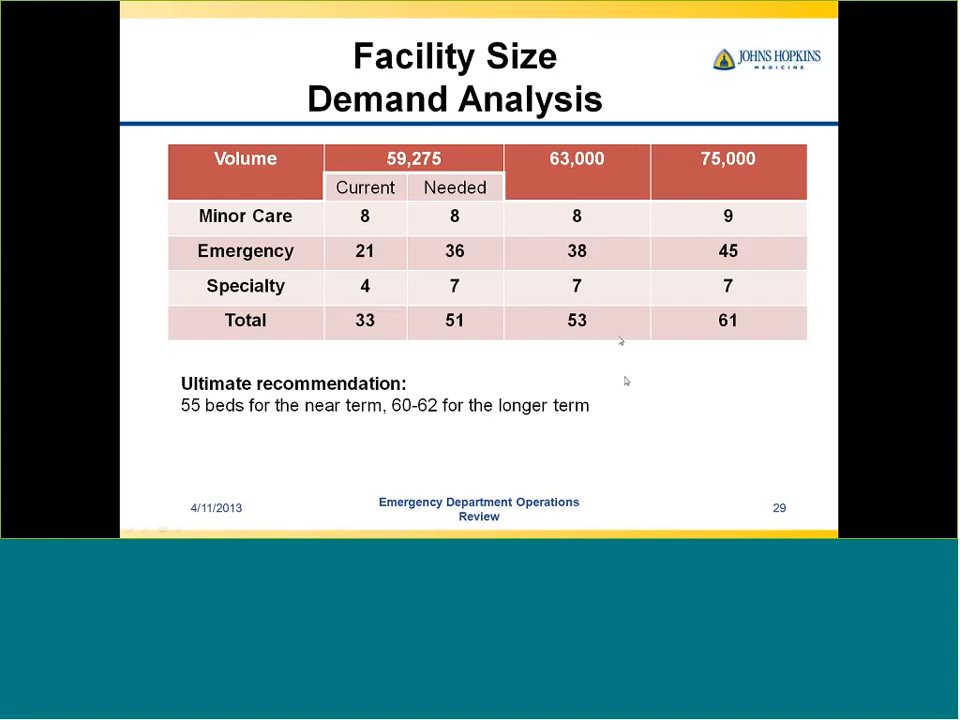 Facility Size
Demand Analysis
JOHNS HOPKINS
MEDICINE
Volume 59,275 63,000 75,000
Current Needed
Minor Care 8 8 8 9
Emergency 21 36 38 45
Specialty 4 7 7 7
Total 33 51 53 61
Ultimate recommendation:
55 beds for the near term, 60-62 for the longer term
4/11/2013 Emergency Department Operations 29
Review